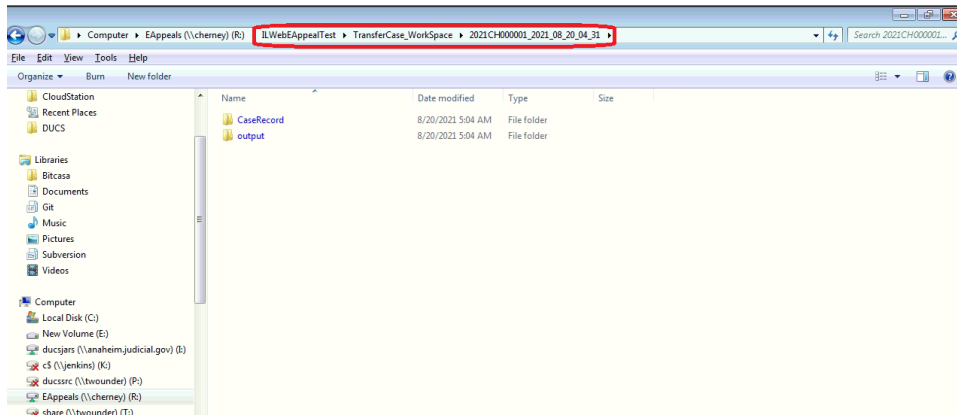 Computer EAppeals (\\cherney) (R:) ILWebEAppealTest TransferCase_WorkSpace 2021CH000001_2021_08_20_04_31 Search 2021CH000001...
File Edit View Tools Help
Organize Burn New folder
Name Date modified Type Size
CaseRecord 8/20/2021 5:04 AM File folder
output 8/20/2021 5:04 AM File folder
CloudStation
Recent Places
DUCS
Libraries
Bitcasa
Documents
Git
Music
Pictures
Subversion
Videos
Computer
Local Disk (C:)
New Volume (E:)
ducsjars (\\anaheim.judicial.gov) (I:)
c$ (\\jenkins) (K:)
ducssrc (\\twounder) (P:)
EAppeals (\\cherney) (R:)
share (\\twounder) (T:)